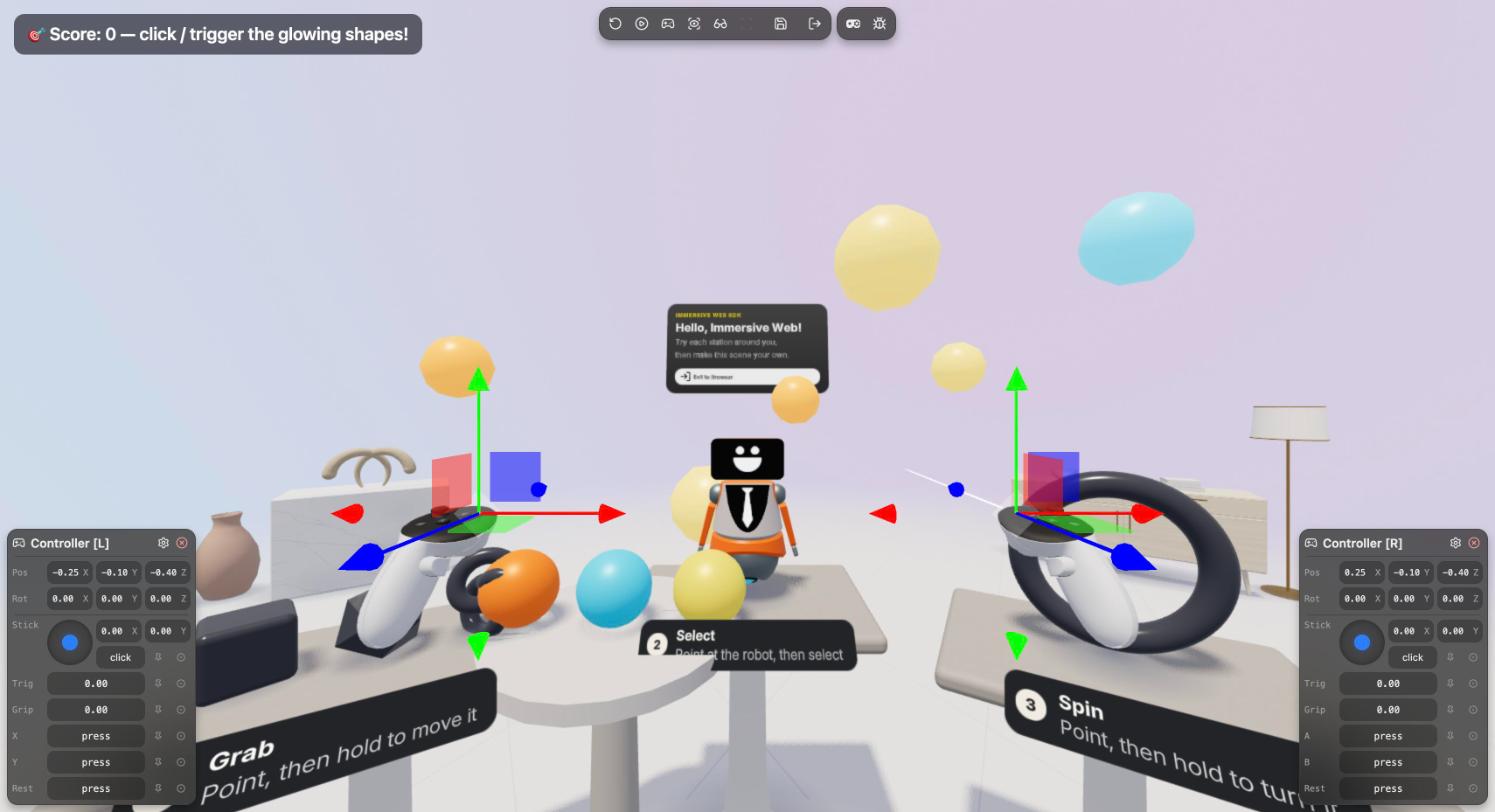 🎯 Score: 0 — click / trigger the glowing shapes!
IMMERSIVE WEB SDK
Hello, Immersive Web!
Try each station around you,
then make this scene your own.
Exit to Browser
2
Select
Point at the robot, then select
Grab
Point, then hold to move it
3
Spin
Point, then hold to turn it
Controller [L]
Pos -0.25 X -0.10 Y -0.40 Z
Rot 0.00 X 0.00 Y 0.00 Z
Stick 0.00 X 0.00 Y
click
Trig 0.00
Grip 0.00
X press
Y press
Rest press
Controller [R]
Pos 0.25 X -0.10 Y -0.40 Z
Rot 0.00 X 0.00 Y 0.00 Z
Stick 0.00 X 0.00 Y
click
Trig 0.00
Grip 0.00
A press
B press
Rest press